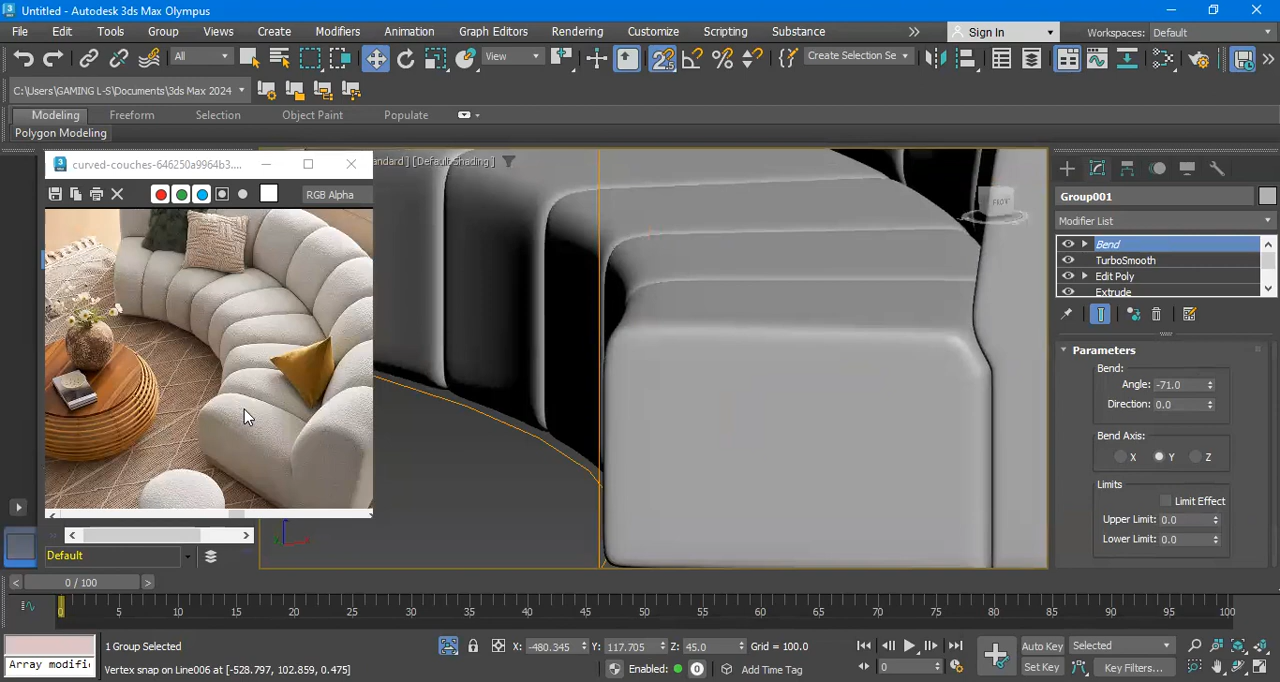 Untitled - Autodesk 3ds Max Olympus
File Edit Tools Group Views Create Modifiers Animation Graph Editors Rendering Customize Scripting Substance Sign In Workspaces: Default
All View Create Selection Se
C:\Users\GAMING L-S\Documents\3ds Max 2024
Modeling Freeform Selection Object Paint Populate
Polygon Modeling
curved-couches-646250a9964b3.... andard ] [Default Shading ]
RGB Alpha
Group001
Modifier List
Bend
TurboSmooth
Edit Poly
Extrude
Parameters
Bend:
Angle: -71.0
Direction: 0.0
Bend Axis:
X Y Z
Limits
Limit Effect
Upper Limit: 0.0
Lower Limit: 0.0
Default
0 / 100
0 5 10 15 20 25 30 35 40 45 50 55 60 65 70 75 80 85 90 95 100
1 Group Selected X: -480.345 Y: 117.705 Z: 45.0 Grid = 100.0 Auto Key Selected
Array modifi Vertex snap on Line006 at [-528.797, 102.859, 0.475] Enabled: 0 Add Time Tag 0 Set Key Key Filters...